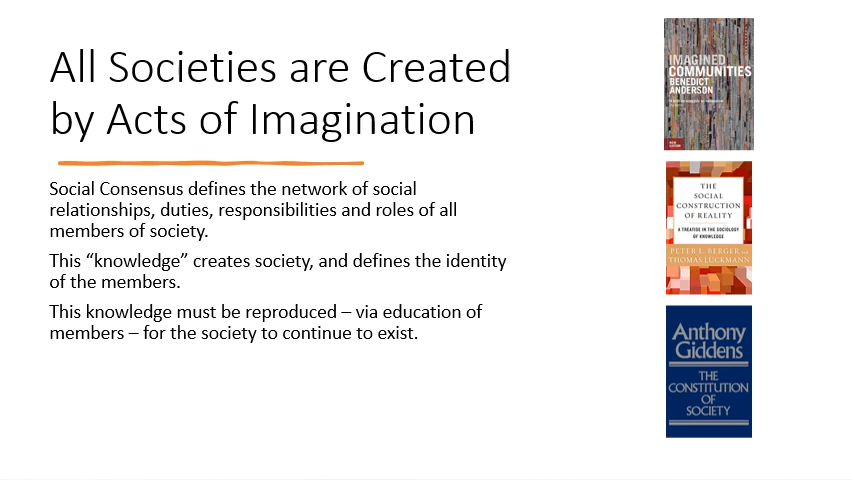 All Societies are Created
by Acts of Imagination
Social Consensus defines the network of social
relationships, duties, responsibilities and roles of all
members of society.
This “knowledge” creates society, and defines the identity
of the members.
This knowledge must be reproduced – via education of
members – for the society to continue to exist.
IMAGINED
COMMUNITIES
BENEDICT
ANDERSON
THE
SOCIAL
CONSTRUCTION
OF REALITY
A TREATISE IN THE SOCIOLOGY
OF KNOWLEDGE
PETER L. BERGER AND
THOMAS LUCKMANN
Anthony
Giddens
THE
CONSTITUTION
OF
SOCIETY